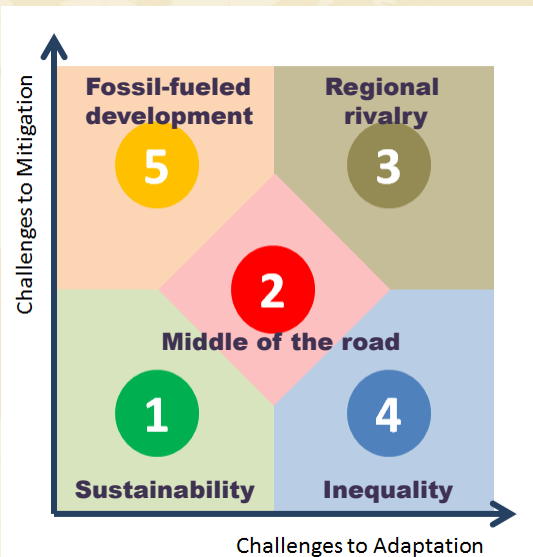 Fossil-fueled
development
5
Regional
rivalry
3
Challenges to Mitigation
2
Middle of the road
1
Sustainability
4
Inequality
Challenges to Adaptation